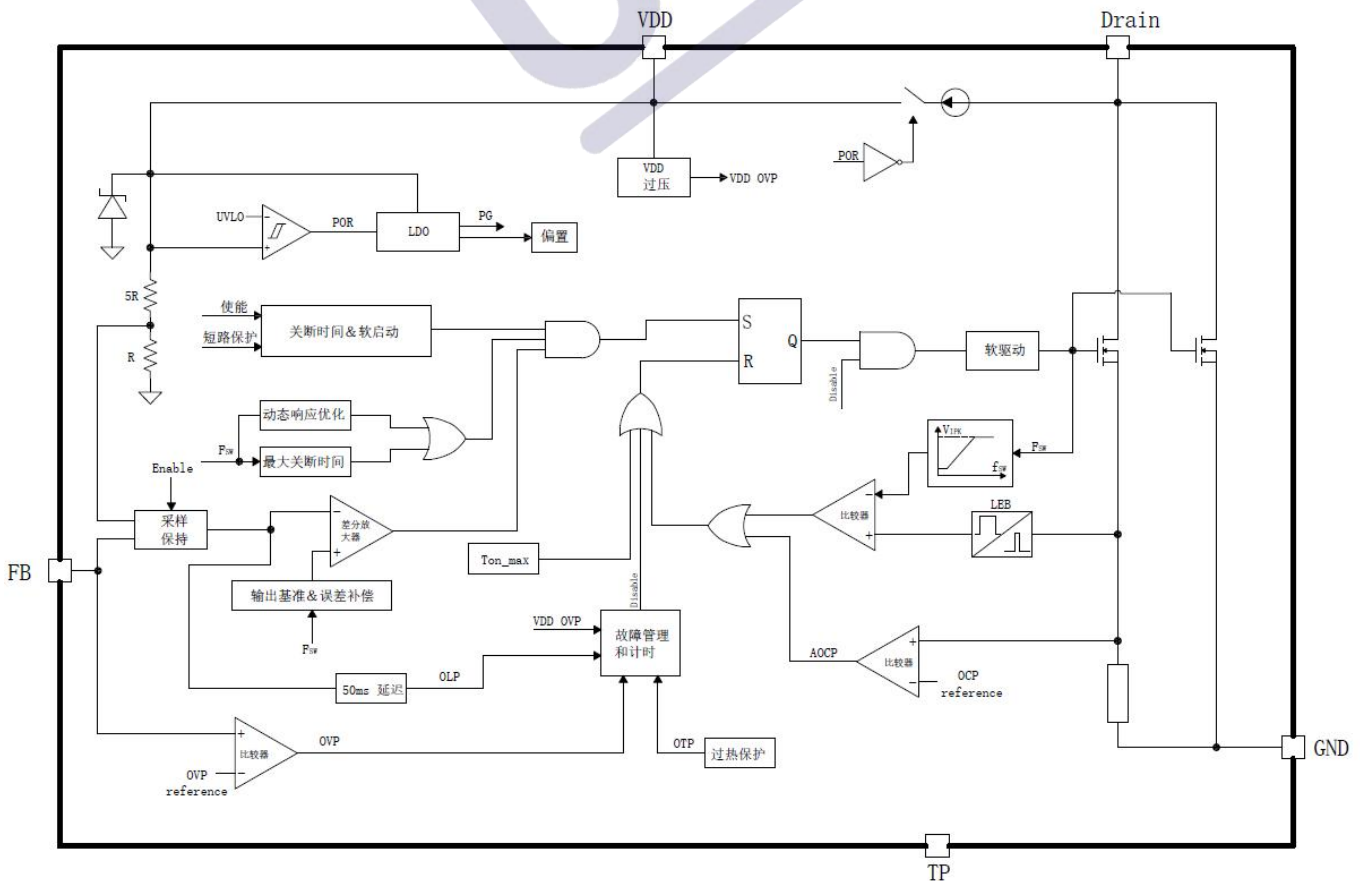 VDD
Drain
POR
VDD
过压
VDD OVP
UVLO
POR
LDO
PG
偏置
5R
R
使能
短路保护
关断时间&软启动
S
Q
R
Disable
软驱动
动态响应优化
Fsw
最大关断时间
VIPK
fsw
Fsw
Enable
采样
保持
差分放
大器
比较器
LEB
FB
Ton_max
输出基准&误差补偿
Fsw
Disable
VDD OVP
故障管理
和计时
AOCP
比较器
OCP
reference
50ms 延迟
OLP
OVP
比较器
OVP
reference
OTP
过热保护
GND
TP
+
−
+
−
+
−
+
−
+
−